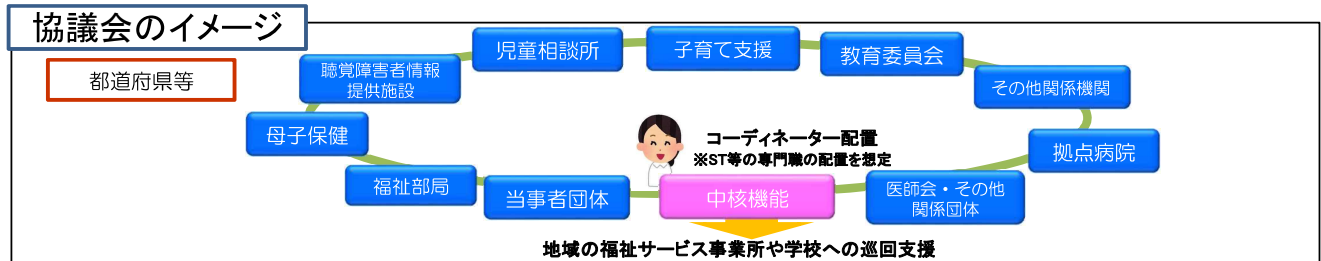 協議会のイメージ
都道府県等
児童相談所
子育て支援
教育委員会
聴覚障害者情報
提供施設
その他関係機関
母子保健
コーディネーター配置
※ST等の専門職の配置を想定
拠点病院
福祉部局
当事者団体
中核機能
医師会・その他
関係団体
地域の福祉サービス事業所や学校への巡回支援